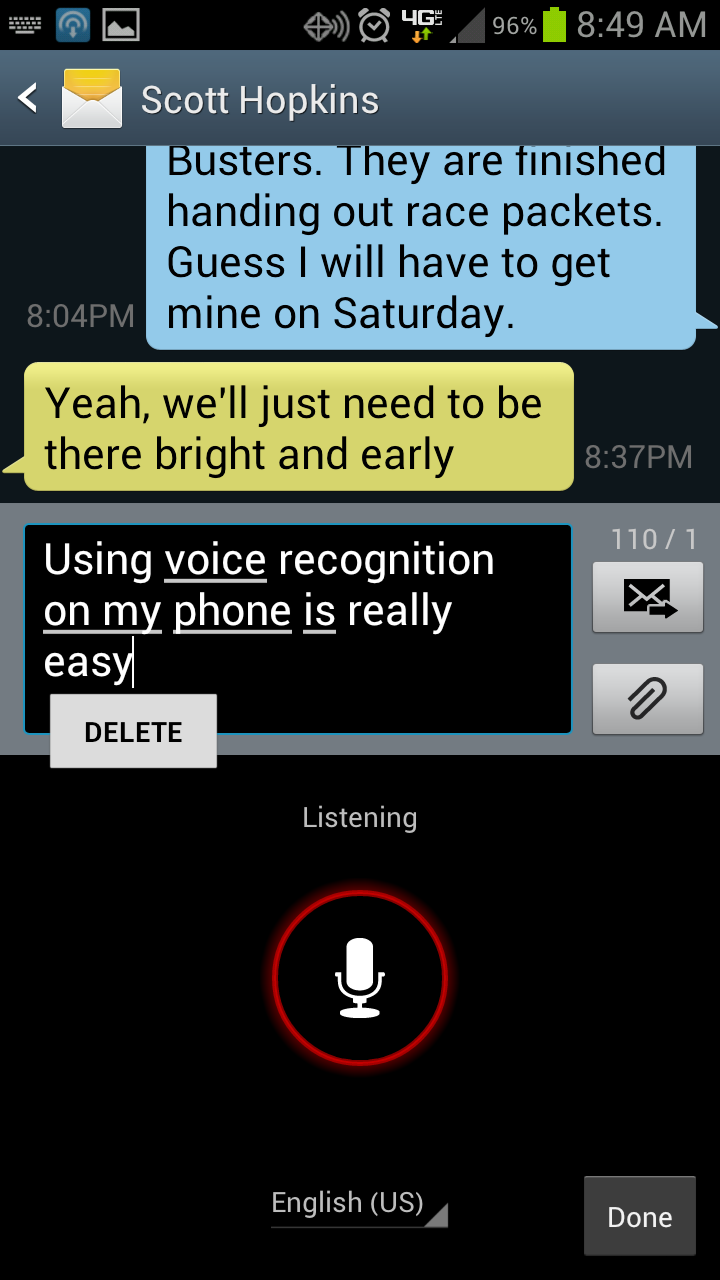 4G LTE 96% 8:49 AM
Scott Hopkins
Busters. They are finished
handing out race packets.
Guess I will have to get
mine on Saturday.
8:04PM
Yeah, we'll just need to be
there bright and early
8:37PM
110 / 1
Using voice recognition
on my phone is really
easy
DELETE
Listening
English (US)
Done